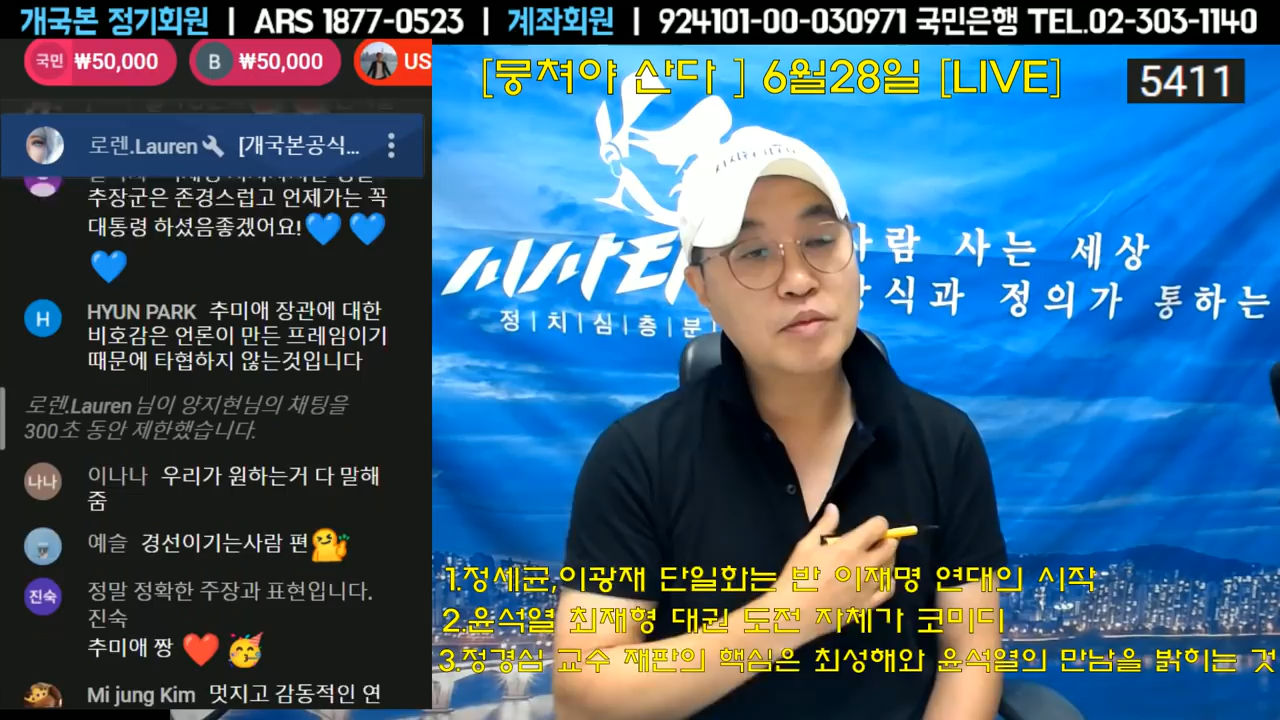 개국본 정기회원 | ARS 1877-0523 | 계좌회원 | 924101-00-030971 국민은행 TEL.02-303-1140
국민 ₩50,000 B ₩50,000 US
로렌.Lauren [개국본공식...
추장군은 존경스럽고 언제가는 꼭
대통령 하셨음좋겠어요!💙 💙
💙
H HYUN PARK 추미애 장관에 대한
비호감은 언론이 만든 프레임이기
때문에 타협하지 않는것입니다
로렌.Lauren님이 양지현님의 채팅을
300초 동안 제한했습니다.
나나 이나나 우리가 원하는거 다 말해
줌
예슬 경선이기는사람 편
진숙 정말 정확한 주장과 표현입니다.
진숙
추미애 짱 ❤️ 🥳
Mi jung Kim 멋지고 감동적인 연
[뭉쳐야 산다 ] 6월28일 [LIVE]
5411
시사타
정|치|심|층|분
사람 사는 세상
상식과 정의가 통하는
1.정세균,이광재 단일화는 반 이재명 연대의 시작
2.윤석열 최재형 대권 도전 자체가 코미디
3.정경심 교수 재판의 핵심은 최성해와 윤석열의 만남을 밝히는 것